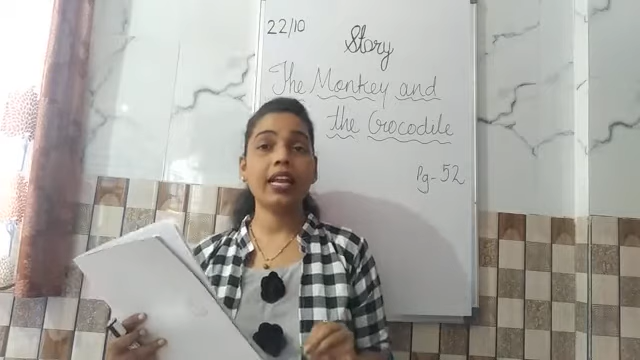 22/10
Story
The Monkey and
the Crocodile
Pg - 52